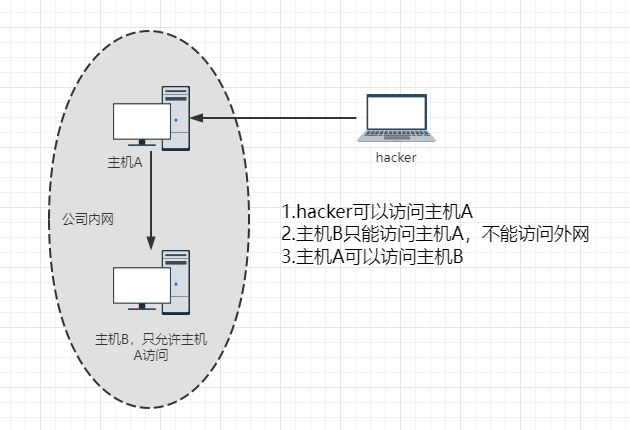 主机A
hacker
1.hacker可以访问主机A
公司内网
2.主机B只能访问主机A，不能访问外网
3.主机A可以访问主机B
主机B，只允许主机
A访问